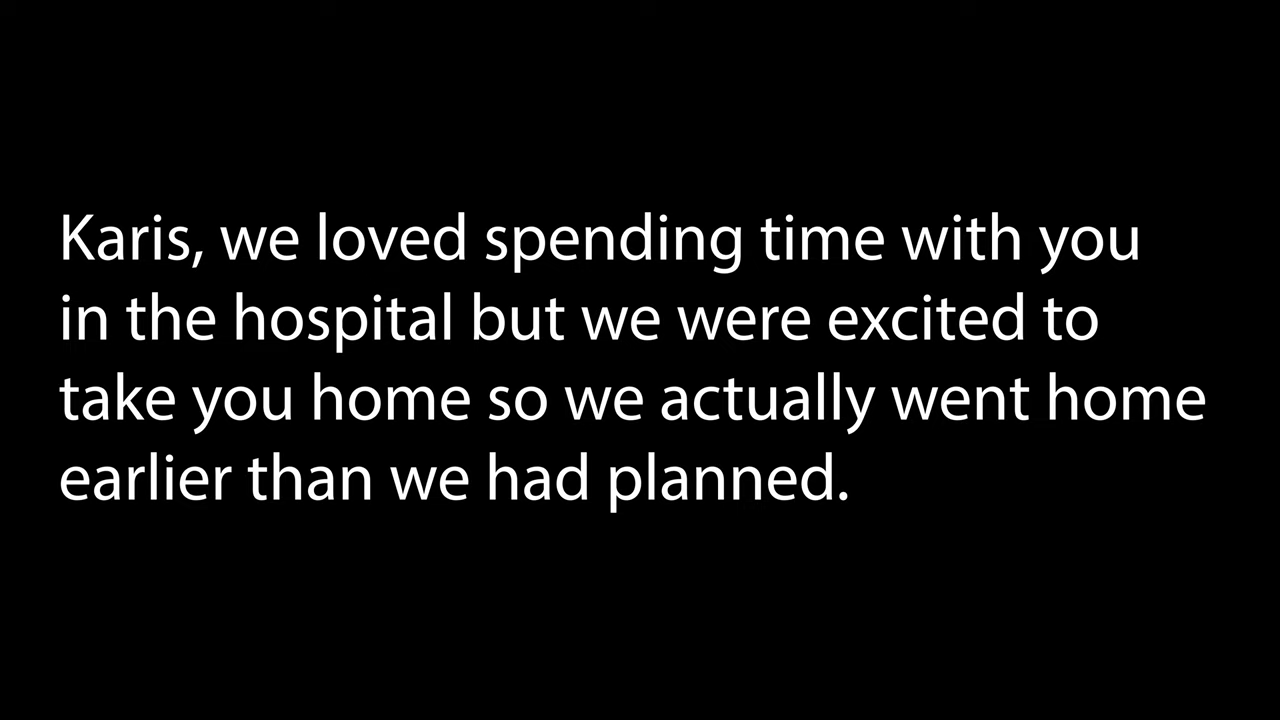 Karis, we loved spending time with you
in the hospital but we were excited to
take you home so we actually went home
earlier than we had planned.